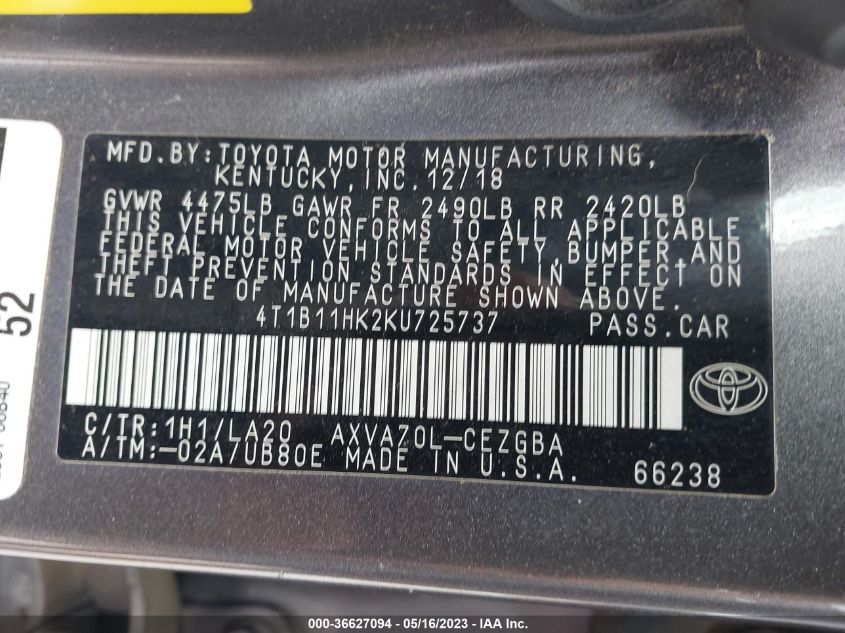 MFD.BY:TOYOTA MOTOR MANUFACTURING,
KENTUCKY,INC.12/18
GVWR 4475LB GAWR FR 2490LB RR 2420LB
THIS VEHICLE CONFORMS TO ALL APPLICABLE
FEDERAL MOTOR VEHICLE SAFETY,BUMPER,AND
THEFT PREVENTION STANDARDS IN EFFECT ON
THE DATE OF MANUFACTURE SHOWN ABOVE.
4T1B11HK2KU725737 PASS.CAR
C/TR:1H1/LA20 AXVA70L-CEZGBA
A/TM:-02A/UB80E MADE IN U.S.A. 66238
52
000-36627094 - 05/16/2023 - IAA Inc.